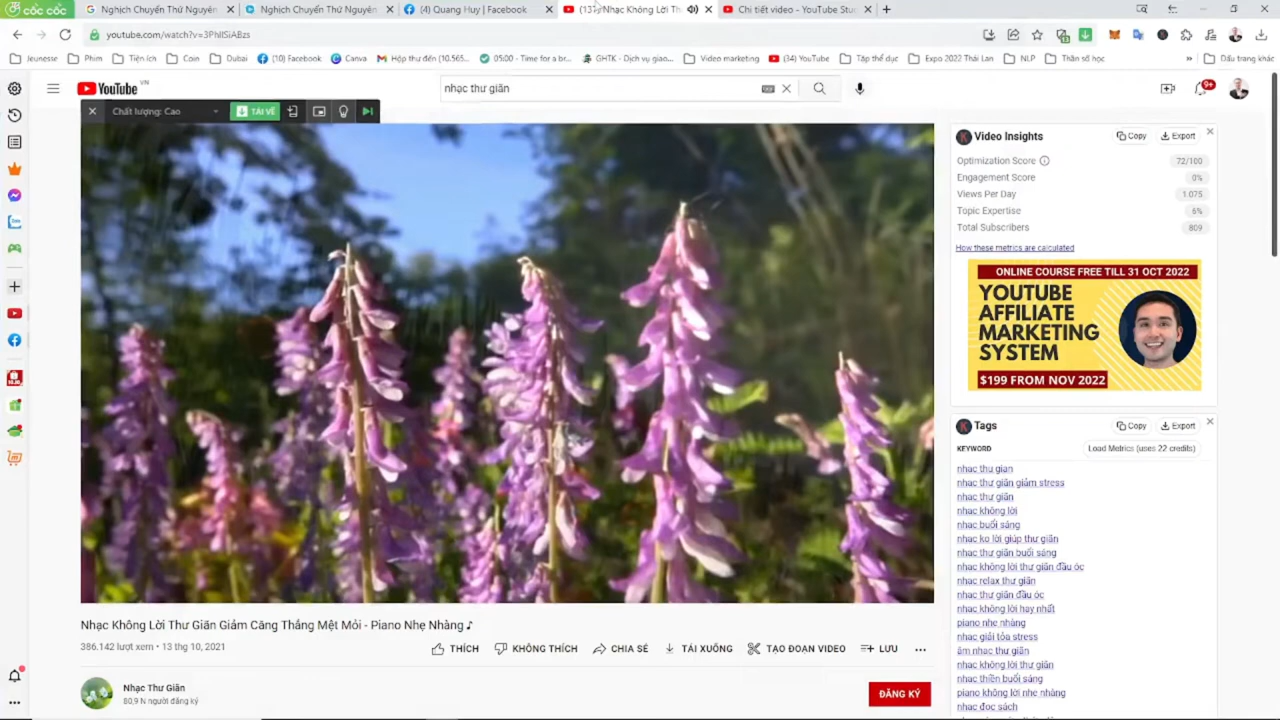 cốc cốc
Nghịch Chuyển Thứ Nguyên
Nghịch Chuyển Thứ Nguyên
(4) Quang Huy | Facebook
Nhạc Không Lời Th
Chi tiết video - YouTube Stu
youtube.com/watch?v=3PhlISiABzs
Jeunesse
Phim
Tiện ích
Coin
Dubai
(10) Facebook
Canva
Hộp thư đến (10.565...
05:00 - Time for a br...
GHTK - Dịch vụ giao...
Video marketing
(34) YouTube
Tập thể dục
Expo 2022 Thái Lan
NLP
Thần số học
»
Dấu trang khác
YouTube VN
nhạc thư giãn
9+
Chất lượng: Cao
TẢI VỀ
Video Insights
Copy
Export
Optimization Score
72/100
Engagement Score
0%
Views Per Day
1.075
Topic Expertise
6%
Total Subscribers
809
How these metrics are calculated
ONLINE COURSE FREE TILL 31 OCT 2022
YOUTUBE
AFFILIATE
MARKETING
SYSTEM
$199 FROM NOV 2022
Tags
Copy
Export
KEYWORD
Load Metrics (uses 22 credits)
nhac thu gian
nhạc thư giãn giảm stress
nhạc thư giãn
nhạc không lời
nhạc buổi sáng
nhạc ko lời giúp thư giãn
nhạc thư giãn buổi sáng
nhạc không lời thư giãn đầu óc
nhạc relax thư giãn
nhạc thư giãn đầu óc
nhạc không lời hay nhất
piano nhe nhàng
nhạc giải tỏa stress
âm nhạc thư giãn
nhạc không lời thư giãn
nhạc thiền buổi sáng
piano không lời nhẹ nhàng
nhạc đọc sách
Nhạc Không Lời Thư Giãn Giảm Căng Thẳng Mệt Mỏi - Piano Nhẹ Nhàng ♪
386.142 lượt xem • 13 thg 10, 2021
THÍCH
KHÔNG THÍCH
CHIA SẺ
TẢI XUỐNG
TẠO ĐOẠN VIDEO
LƯU
Nhạc Thư Giãn
80,9 N người đăng ký
ĐĂNG KÝ